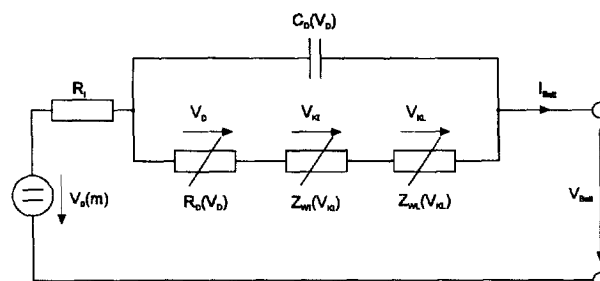 C_D(V_D)
R_i
V_D V_KI V_KL I_Batt
R_D(V_D) Z_WI(V_KI) Z_WL(V_KL)
V_0(m)
V_Batt